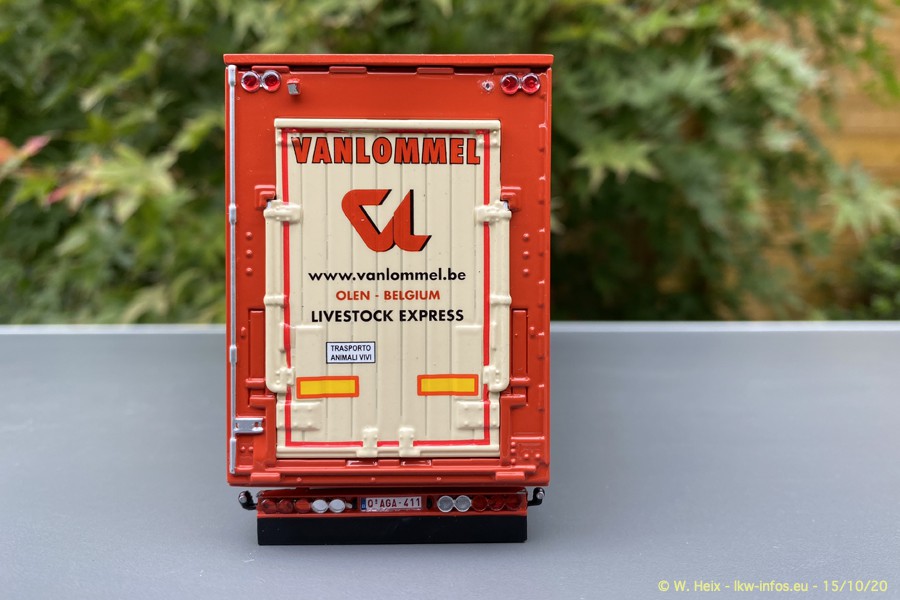 VANLOMMEL
VL
www.vanlommel.be
OLEN - BELGIUM
LIVESTOCK EXPRESS
TRASPORTO
ANIMALI VIVI
Q·AGA-411
© W. Heix - lkw-infos.eu - 15/10/20